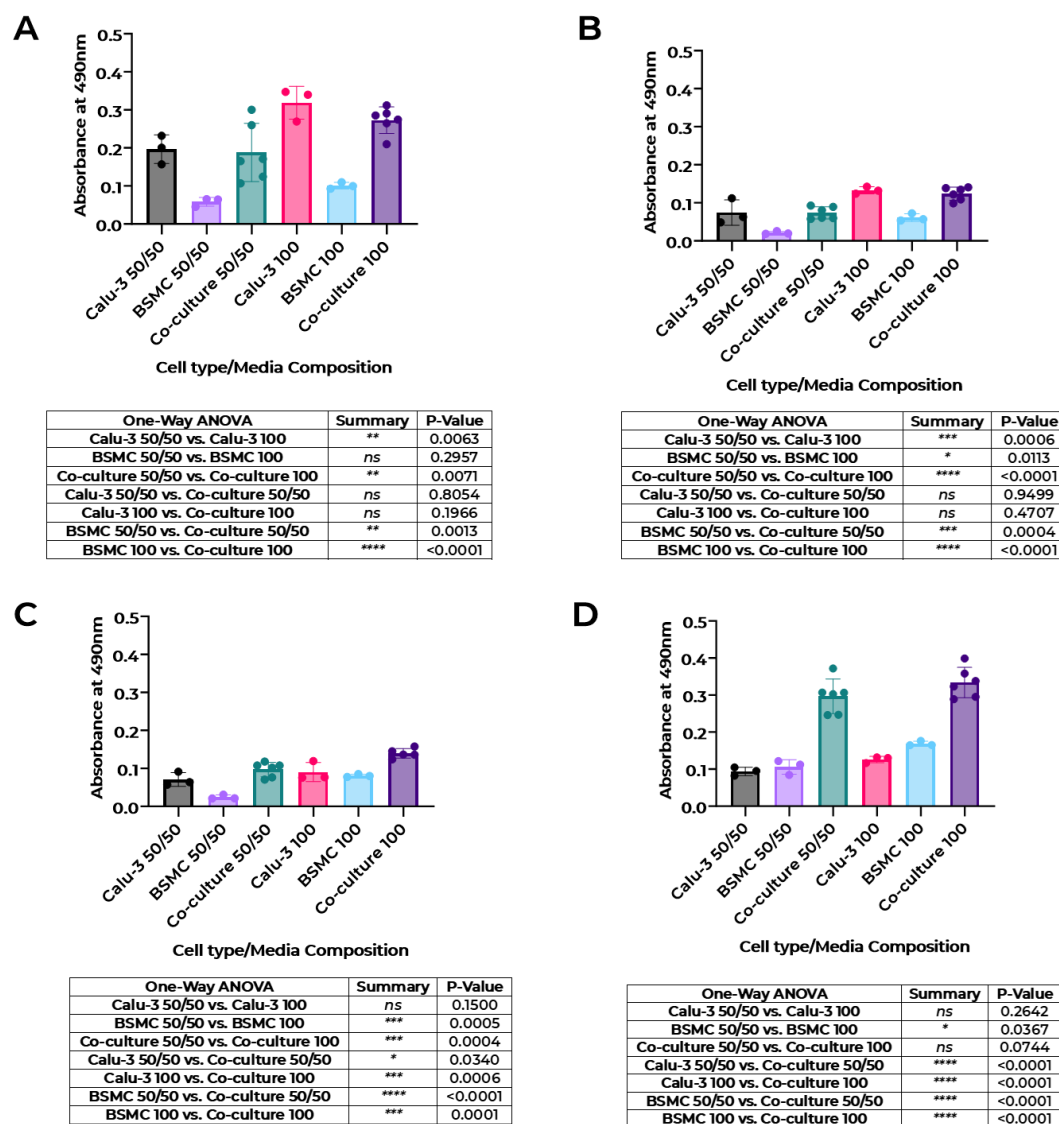 A
Absorbance at 490nm
0.5
0.4
0.3
0.2
0.1
0.0
Calu-3 50/50
BSMC 50/50
Co-culture 50/50
Calu-3 100
BSMC 100
Co-culture 100
Cell type/Media Composition
One-Way ANOVA Summary P-Value
Calu-3 50/50 vs. Calu-3 100 ** 0.0063
BSMC 50/50 vs. BSMC 100 ns 0.2957
Co-culture 50/50 vs. Co-culture 100 ** 0.0071
Calu-3 50/50 vs. Co-culture 50/50 ns 0.8054
Calu-3 100 vs. Co-culture 100 ns 0.1966
BSMC 50/50 vs. Co-culture 50/50 ** 0.0013
BSMC 100 vs. Co-culture 100 **** <0.0001
B
Absorbance at 490nm
0.5
0.4
0.3
0.2
0.1
0.0
Calu-3 50/50
BSMC 50/50
Co-culture 50/50
Calu-3 100
BSMC 100
Co-culture 100
Cell type/Media Composition
One-Way ANOVA Summary P-Value
Calu-3 50/50 vs. Calu-3 100 *** 0.0006
BSMC 50/50 vs. BSMC 100 * 0.0113
Co-culture 50/50 vs. Co-culture 100 **** <0.0001
Calu-3 50/50 vs. Co-culture 50/50 ns 0.9499
Calu-3 100 vs. Co-culture 100 ns 0.4707
BSMC 50/50 vs. Co-culture 50/50 *** 0.0004
BSMC 100 vs. Co-culture 100 **** <0.0001
C
Absorbance at 490nm
0.5
0.4
0.3
0.2
0.1
0.0
Calu-3 50/50
BSMC 50/50
Co-culture 50/50
Calu-3 100
BSMC 100
Co-culture 100
Cell type/Media Composition
One-Way ANOVA Summary P-Value
Calu-3 50/50 vs. Calu-3 100 ns 0.1500
BSMC 50/50 vs. BSMC 100 *** 0.0005
Co-culture 50/50 vs. Co-culture 100 *** 0.0004
Calu-3 50/50 vs. Co-culture 50/50 * 0.0340
Calu-3 100 vs. Co-culture 100 *** 0.0006
BSMC 50/50 vs. Co-culture 50/50 **** <0.0001
BSMC 100 vs. Co-culture 100 *** 0.0001
D
Absorbance at 490nm
0.5
0.4
0.3
0.2
0.1
0.0
Calu-3 50/50
BSMC 50/50
Co-culture 50/50
Calu-3 100
BSMC 100
Co-culture 100
Cell type/Media Composition
One-Way ANOVA Summary P-Value
Calu-3 50/50 vs. Calu-3 100 ns 0.2642
BSMC 50/50 vs. BSMC 100 * 0.0367
Co-culture 50/50 vs. Co-culture 100 ns 0.0744
Calu-3 50/50 vs. Co-culture 50/50 **** <0.0001
Calu-3 100 vs. Co-culture 100 **** <0.0001
BSMC 50/50 vs. Co-culture 50/50 **** <0.0001
BSMC 100 vs. Co-culture 100 **** <0.0001